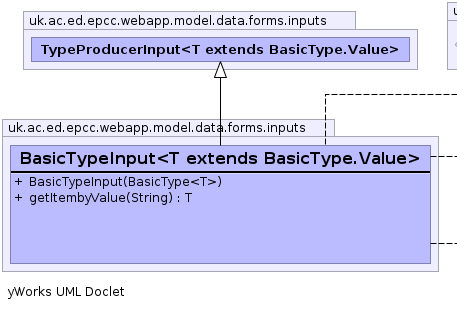 uk.ac.ed.epcc.webapp.model.data.forms.inputs
TypeProducerInput<T extends BasicType.Value>
uk.ac.ed.epcc.webapp.model.data.forms.inputs
BasicTypeInput<T extends BasicType.Value>
+ BasicTypeInput(BasicType<T>)
+ getItembyValue(String) : T
yWorks UML Doclet